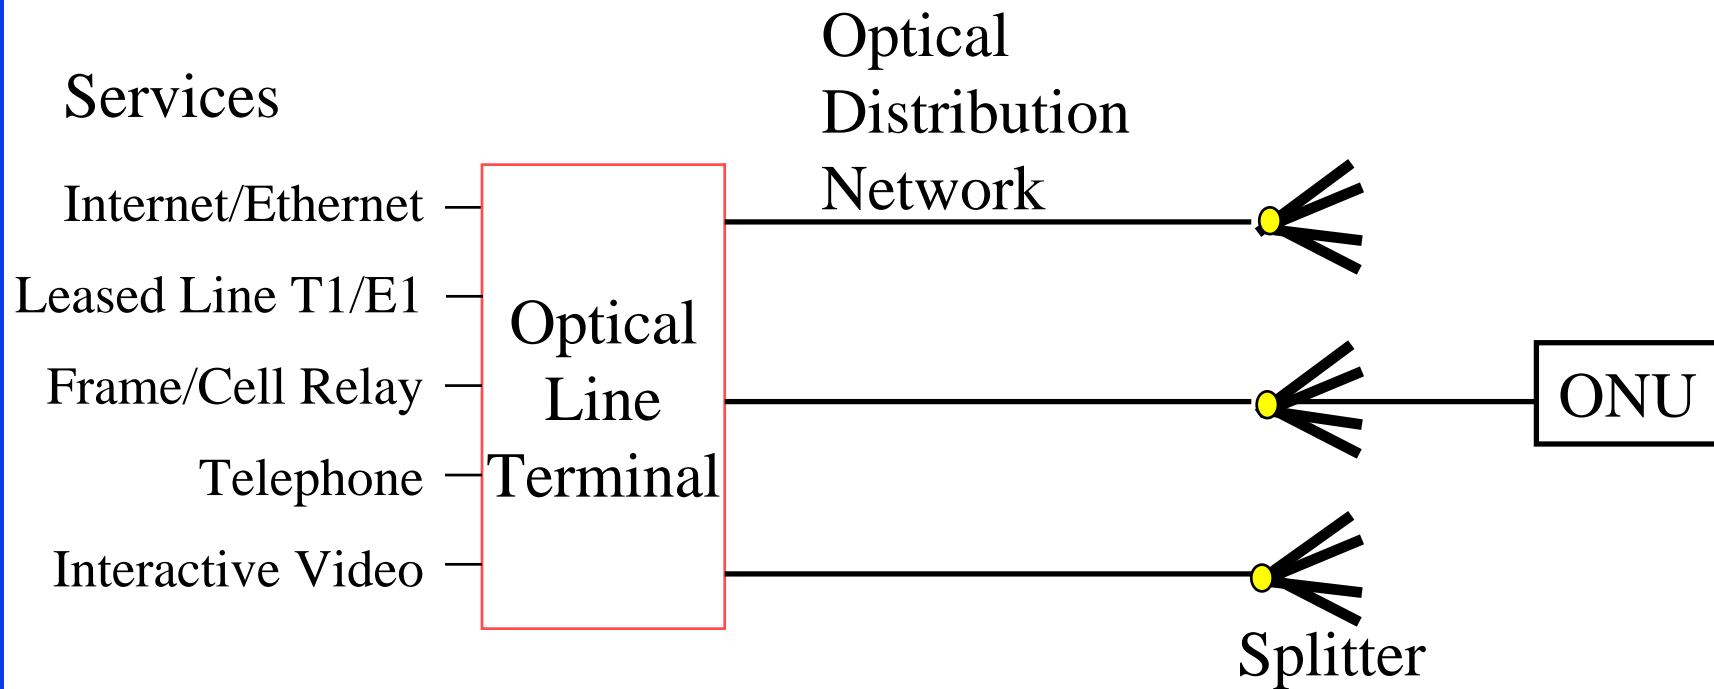 Services
Internet/Ethernet
Leased Line T1/E1
Frame/Cell Relay
Telephone
Interactive Video
Optical
Line
Terminal
Optical
Distribution
Network
ONU
Splitter